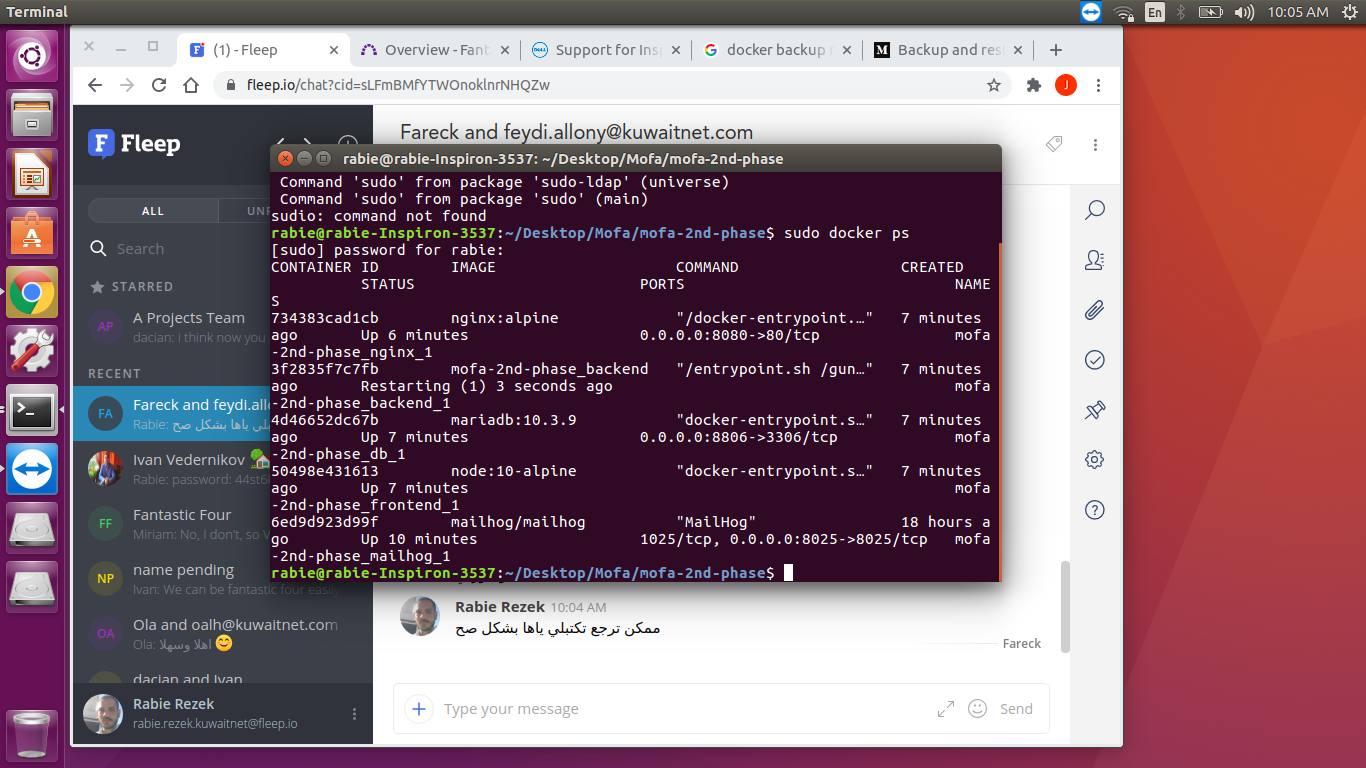 Terminal
En
10:05 AM
(1) - Fleep
Overview - Fant
Support for Insp
docker backup
Backup and res
fleep.io/chat?cid=sLFmBMfYTWOnoklnrNHQZw
J
Fleep
Fareck and feydi.allony@kuwaitnet.com
ALL
Search
STARRED
AP
A Projects Team
dacian: i think now you
RECENT
FA
Fareck and feydi.allo
Rabie: ممكن ترجع تكتبلي ياها بشكل صح
Ivan Vedernikov
Rabie: password: 44st6
FF
Fantastic Four
Miriam: No, I don't, so
NP
name pending
Ivan: We can be fantastic four easily
OA
Ola and oalh@kuwaitnet.com
Ola: اهلا وسهلا
dacian and Ivan
Rabie Rezek
rabie.rezek.kuwaitnet@fleep.io
rabie@rabie-Inspiron-3537: ~/Desktop/Mofa/mofa-2nd-phase
Command 'sudo' from package 'sudo-ldap' (universe)
Command 'sudo' from package 'sudo' (main)
sudio: command not found
rabie@rabie-Inspiron-3537:~/Desktop/Mofa/mofa-2nd-phase$ sudo docker ps
[sudo] password for rabie:
CONTAINER ID IMAGE COMMAND CREATED
STATUS PORTS NAME
S
734383cad1cb nginx:alpine "/docker-entrypoint.…" 7 minutes
ago Up 6 minutes 0.0.0.0:8080->80/tcp mofa
-2nd-phase_nginx_1
3f2835f7c7fb mofa-2nd-phase_backend "/entrypoint.sh /gun…" 7 minutes
ago Restarting (1) 3 seconds ago mofa
-2nd-phase_backend_1
4d46652dc67b mariadb:10.3.9 "docker-entrypoint.s…" 7 minutes
ago Up 7 minutes 0.0.0.0:8806->3306/tcp mofa
-2nd-phase_db_1
50498e431613 node:10-alpine "docker-entrypoint.s…" 7 minutes
ago Up 7 minutes mofa
-2nd-phase_frontend_1
6ed9d923d99f mailhog/mailhog "MailHog" 18 hours a
go Up 10 minutes 1025/tcp, 0.0.0.0:8025->8025/tcp mofa
-2nd-phase_mailhog_1
rabie@rabie-Inspiron-3537:~/Desktop/Mofa/mofa-2nd-phase$
Rabie Rezek 10:04 AM
ممكن ترجع تكتبلي ياها بشكل صح
Fareck
Type your message
Send